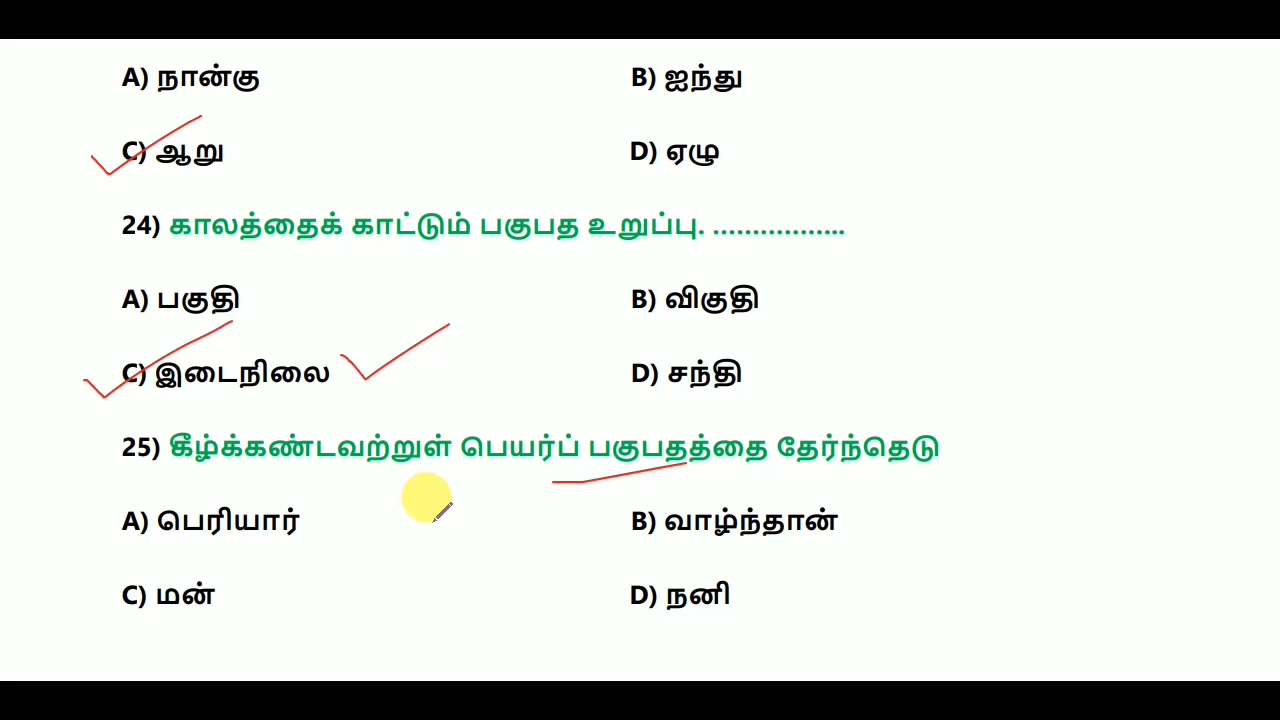 A) நான்கு B) ஐந்து
C) ஆறு D) ஏழு
24) காலத்தைக் காட்டும் பகுபத உறுப்பு. .................
A) பகுதி B) விகுதி
C) இடைநிலை D) சந்தி
25) கீழ்க்கண்டவற்றுள் பெயர்ப் பகுபதத்தை தேர்ந்தெடு
A) பெரியார் B) வாழ்ந்தான்
C) மன் D) நனி